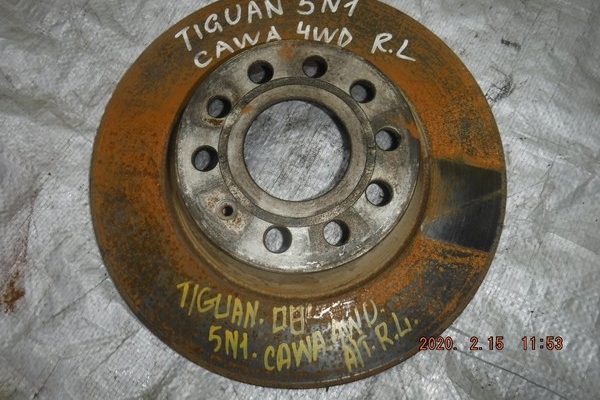 TIGUAN 5N1
CAWA 4WD R.L
TIGUAN. 08'
5N1. CAWA. 4WD.
AT. R.L.
2020. 2.15 11:53